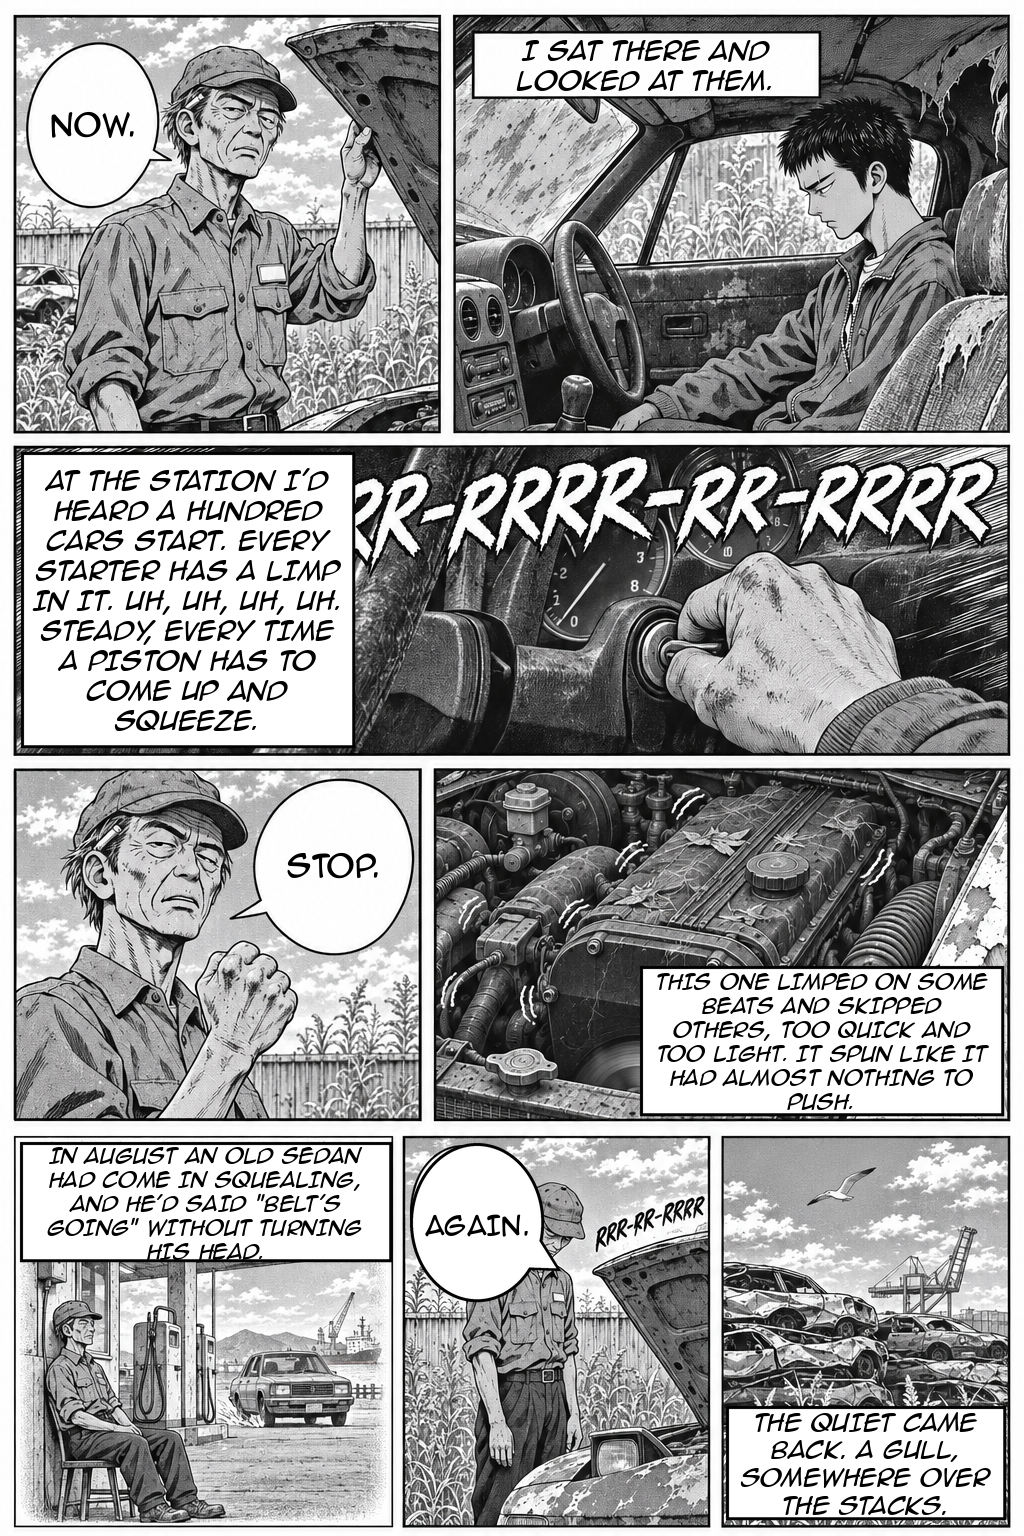 NOW.
I SAT THERE AND
LOOKED AT THEM.
AT THE STATION I'D
HEARD A HUNDRED
CARS START. EVERY
STARTER HAS A LIMP
IN IT. UH, UH, UH, UH.
STEADY, EVERY TIME
A PISTON HAS TO
COME UP AND
SQUEEZE.
RR-RRRR-RR-RRRR
STOP.
THIS ONE LIMPED ON SOME
BEATS AND SKIPPED
OTHERS, TOO QUICK AND
TOO LIGHT. IT SPUN LIKE IT
HAD ALMOST NOTHING TO
PUSH.
IN AUGUST AN OLD SEDAN
HAD COME IN SQUEALING,
AND HE'D SAID "BELT'S
GOING" WITHOUT TURNING
HIS HEAD.
AGAIN.
RRR-RR-RRRR
THE QUIET CAME
BACK. A GULL,
SOMEWHERE OVER
THE STACKS.